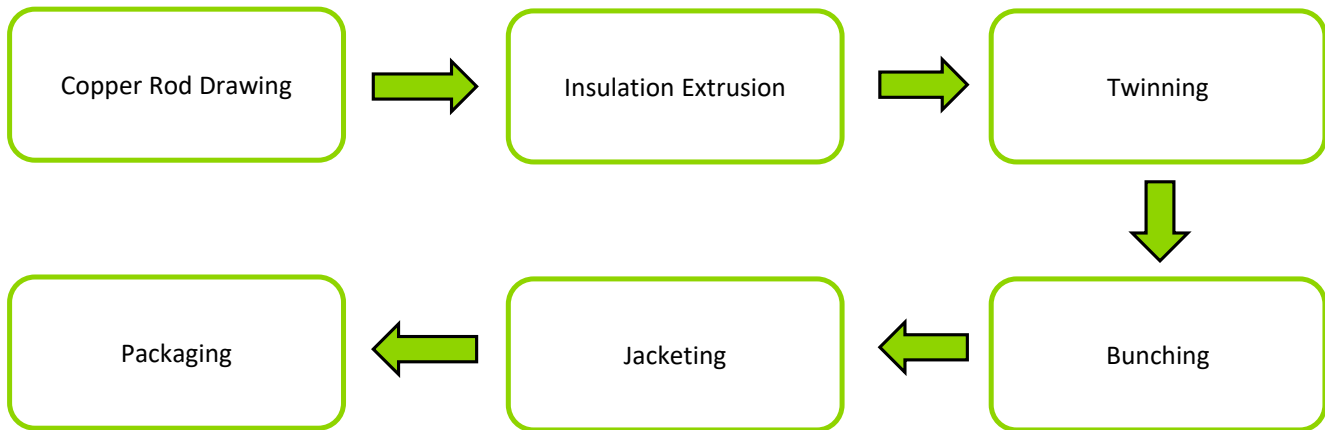 Copper Rod Drawing
Insulation Extrusion
Twinning
Bunching
Jacketing
Packaging